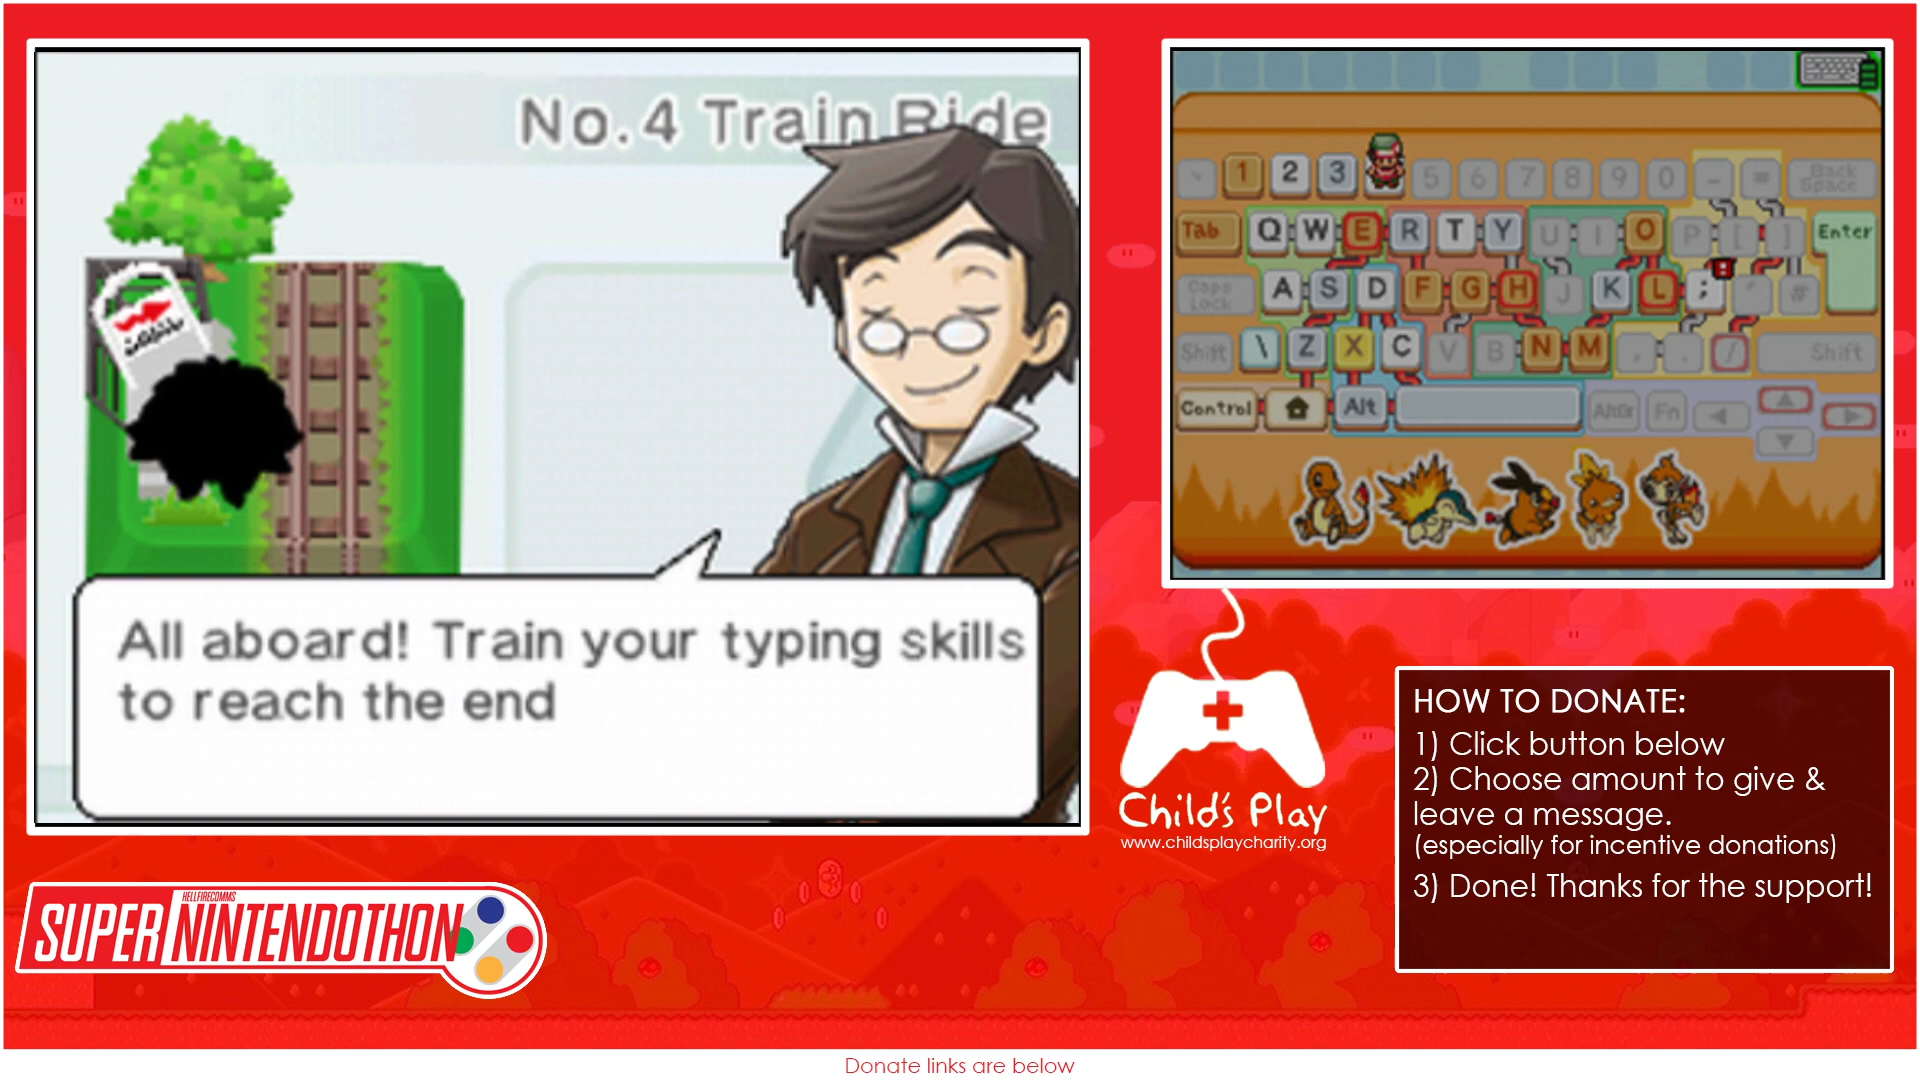 No.4 Train Ride
All aboard! Train your typing skills
to reach the end
1 2 3 5 6 7 8 9 0 - =
Back
Space
Tab Q W E R T Y U I O P [ ] Enter
Caps
Lock
A S D F G H J K L ; ' #
Shift \ Z X C V B N M , . / Shift
Control Alt AltGr Fn
Child's Play
www.childsplaycharity.org
HOW TO DONATE:
1) Click button below
2) Choose amount to give &
leave a message.
(especially for incentive donations)
3) Done! Thanks for the support!
HELLFIRECOMMS
SUPER NINTENDOTHON
Donate links are below